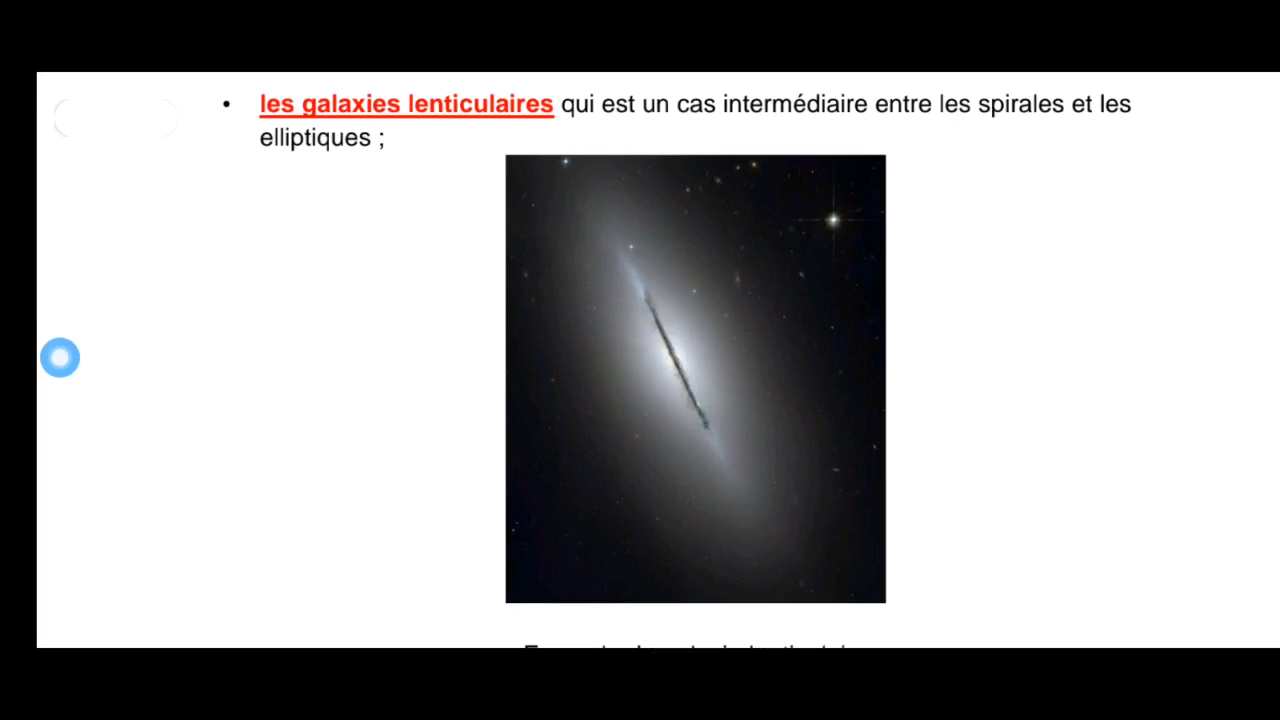 • les galaxies lenticulaires qui est un cas intermédiaire entre les spirales et les
elliptiques ;